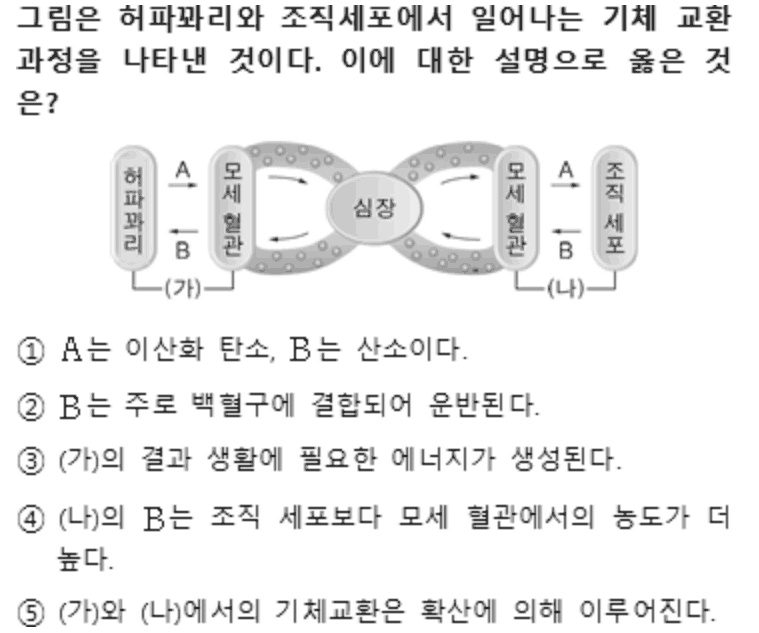 그림은 허파꽈리와 조직세포에서 일어나는 기체 교환
과정을 나타낸 것이다. 이에 대한 설명으로 옳은 것
은?
허파꽈리
A
B
모세 혈관
심장
모세 혈관
A
B
조직 세포
(가)
(나)
① A는 이산화 탄소, B는 산소이다.
② B는 주로 백혈구에 결합되어 운반된다.
③ (가)의 결과 생활에 필요한 에너지가 생성된다.
④ (나)의 B는 조직 세포보다 모세 혈관에서의 농도가 더
높다.
⑤ (가)와 (나)에서의 기체교환은 확산에 의해 이루어진다.